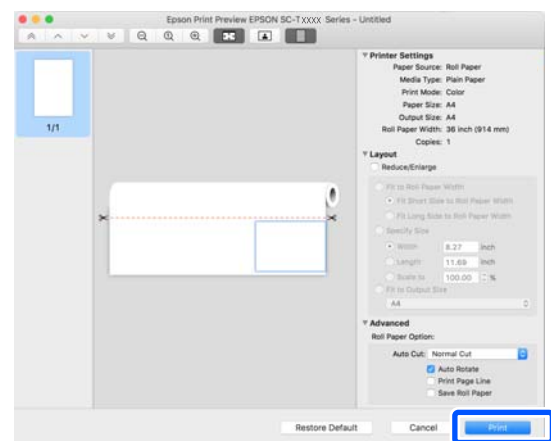 Epson Print Preview EPSON SC-TXXXX Series - Untitled
1/1
Printer Settings
Paper Source: Roll Paper
Media Type: Plain Paper
Print Mode: Color
Paper Size: A4
Output Size: A4
Roll Paper Width: 36 inch (914 mm)
Copies: 1
Layout
Reduce/Enlarge
Fit to Roll Paper Width
Fit Short Side to Roll Paper Width
Fit Long Side to Roll Paper Width
Specify Size
Width 8.27 inch
Length 11.69 inch
Scale to 100.00 %
Fit to Output Size
A4
Advanced
Roll Paper Option:
Auto Cut: Normal Cut
Auto Rotate
Print Page Line
Save Roll Paper
Restore Default Cancel Print